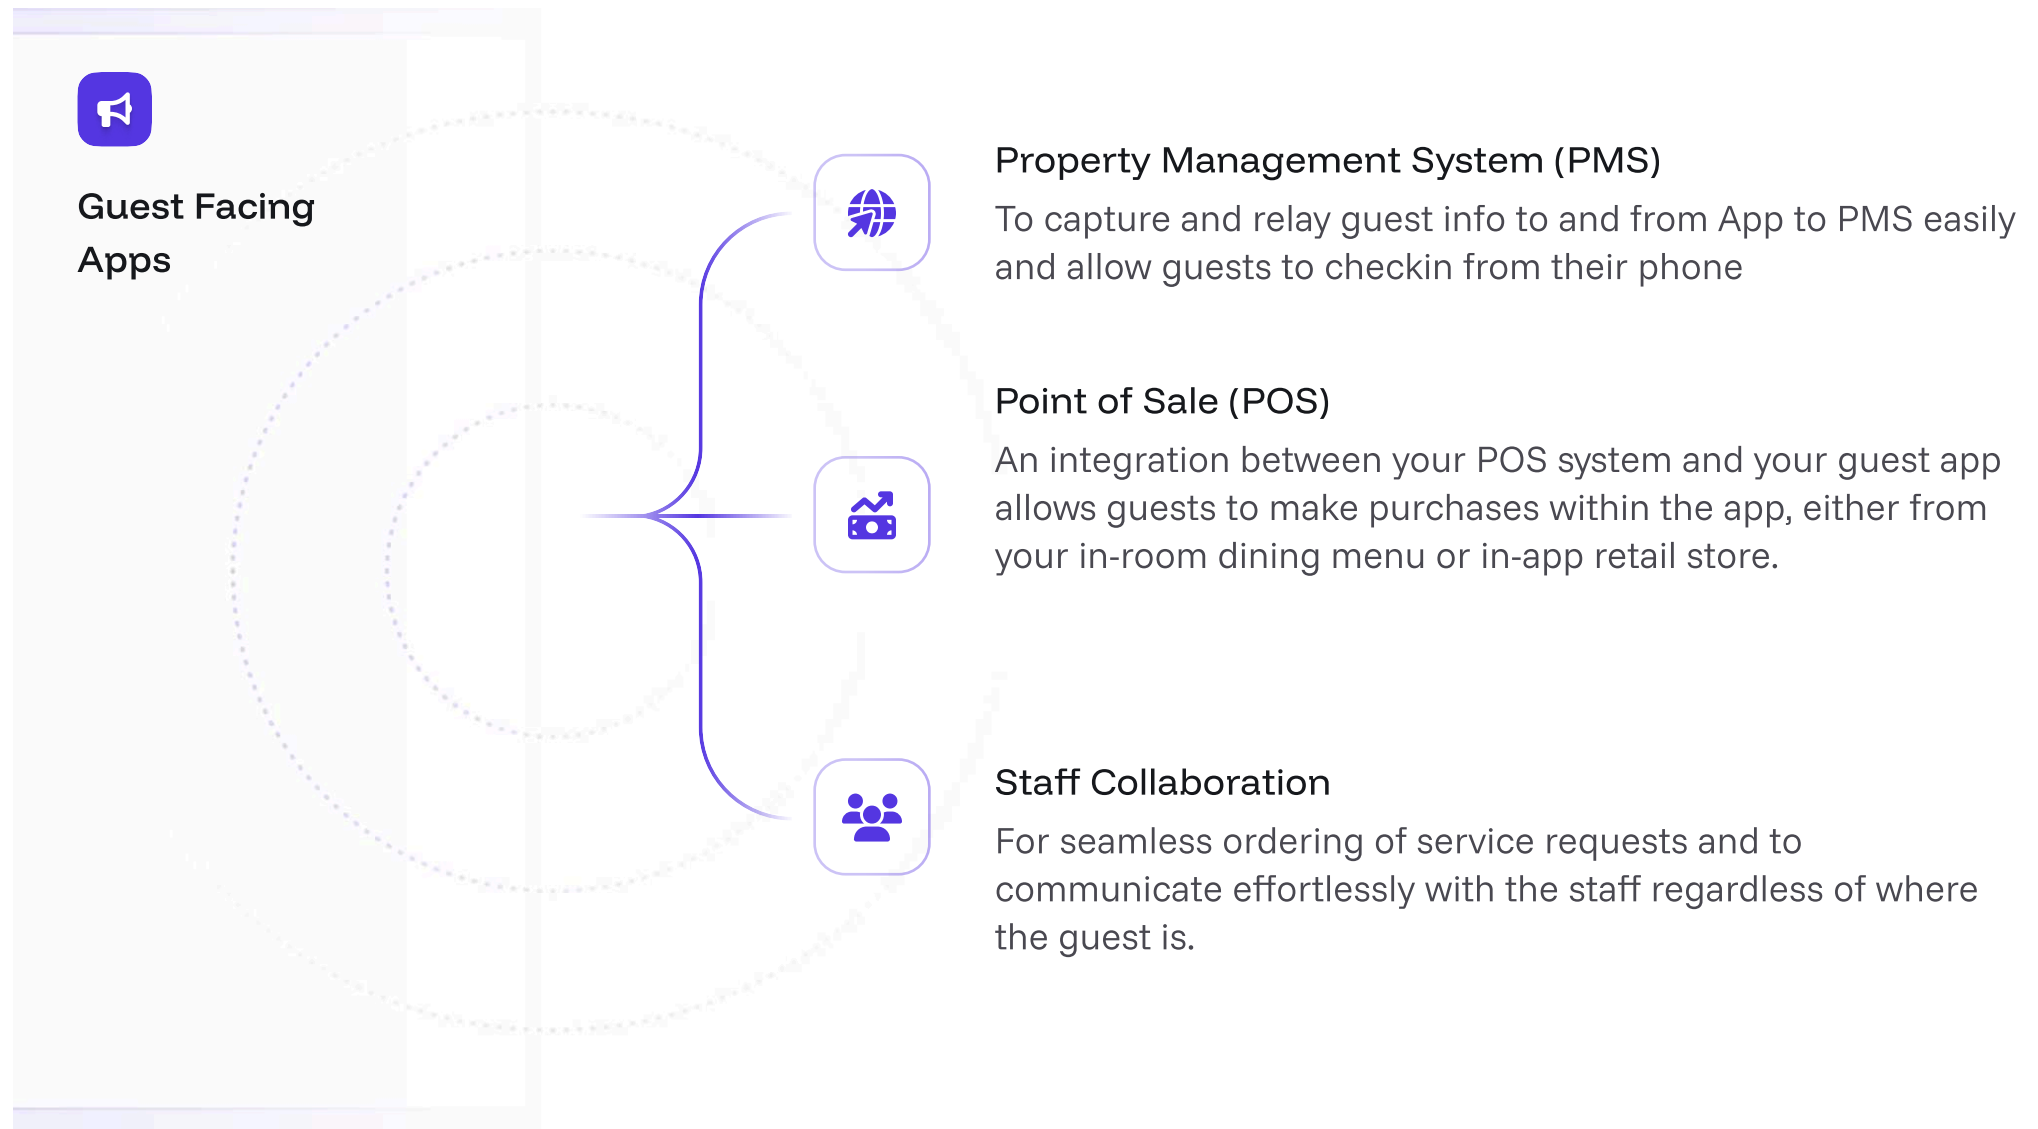 Guest Facing
Apps
Property Management System (PMS)
To capture and relay guest info to and from App to PMS easily
and allow guests to checkin from their phone
Point of Sale (POS)
An integration between your POS system and your guest app
allows guests to make purchases within the app, either from
your in-room dining menu or in-app retail store.
Staff Collaboration
For seamless ordering of service requests and to
communicate effortlessly with the staff regardless of where
the guest is.